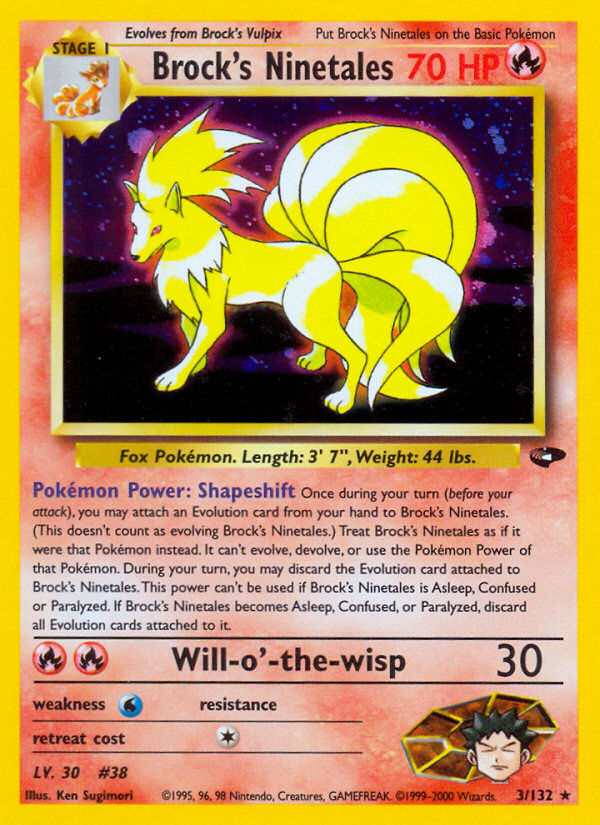 Evolves from Brock's Vulpix
Put Brock's Ninetales on the Basic Pokémon
STAGE 1
Brock's Ninetales 70 HP
Fox Pokémon. Length: 3' 7", Weight: 44 lbs.
Pokémon Power: Shapeshift Once during your turn (before your
attack), you may attach an Evolution card from your hand to Brock's Ninetales.
(This doesn't count as evolving Brock's Ninetales.) Treat Brock's Ninetales as if it
were that Pokémon instead. It can't evolve, devolve, or use the Pokémon Power of
that Pokémon. During your turn, you may discard the Evolution card attached to
Brock's Ninetales. This power can't be used if Brock's Ninetales is Asleep, Confused
or Paralyzed. If Brock's Ninetales becomes Asleep, Confused, or Paralyzed, discard
all Evolution cards attached to it.
Will-o'-the-wisp 30
weakness resistance
retreat cost
LV. 30 #38
Illus. Ken Sugimori ©1995, 96, 98 Nintendo, Creatures, GAMEFREAK. ©1999-2000 Wizards. 3/132 ★